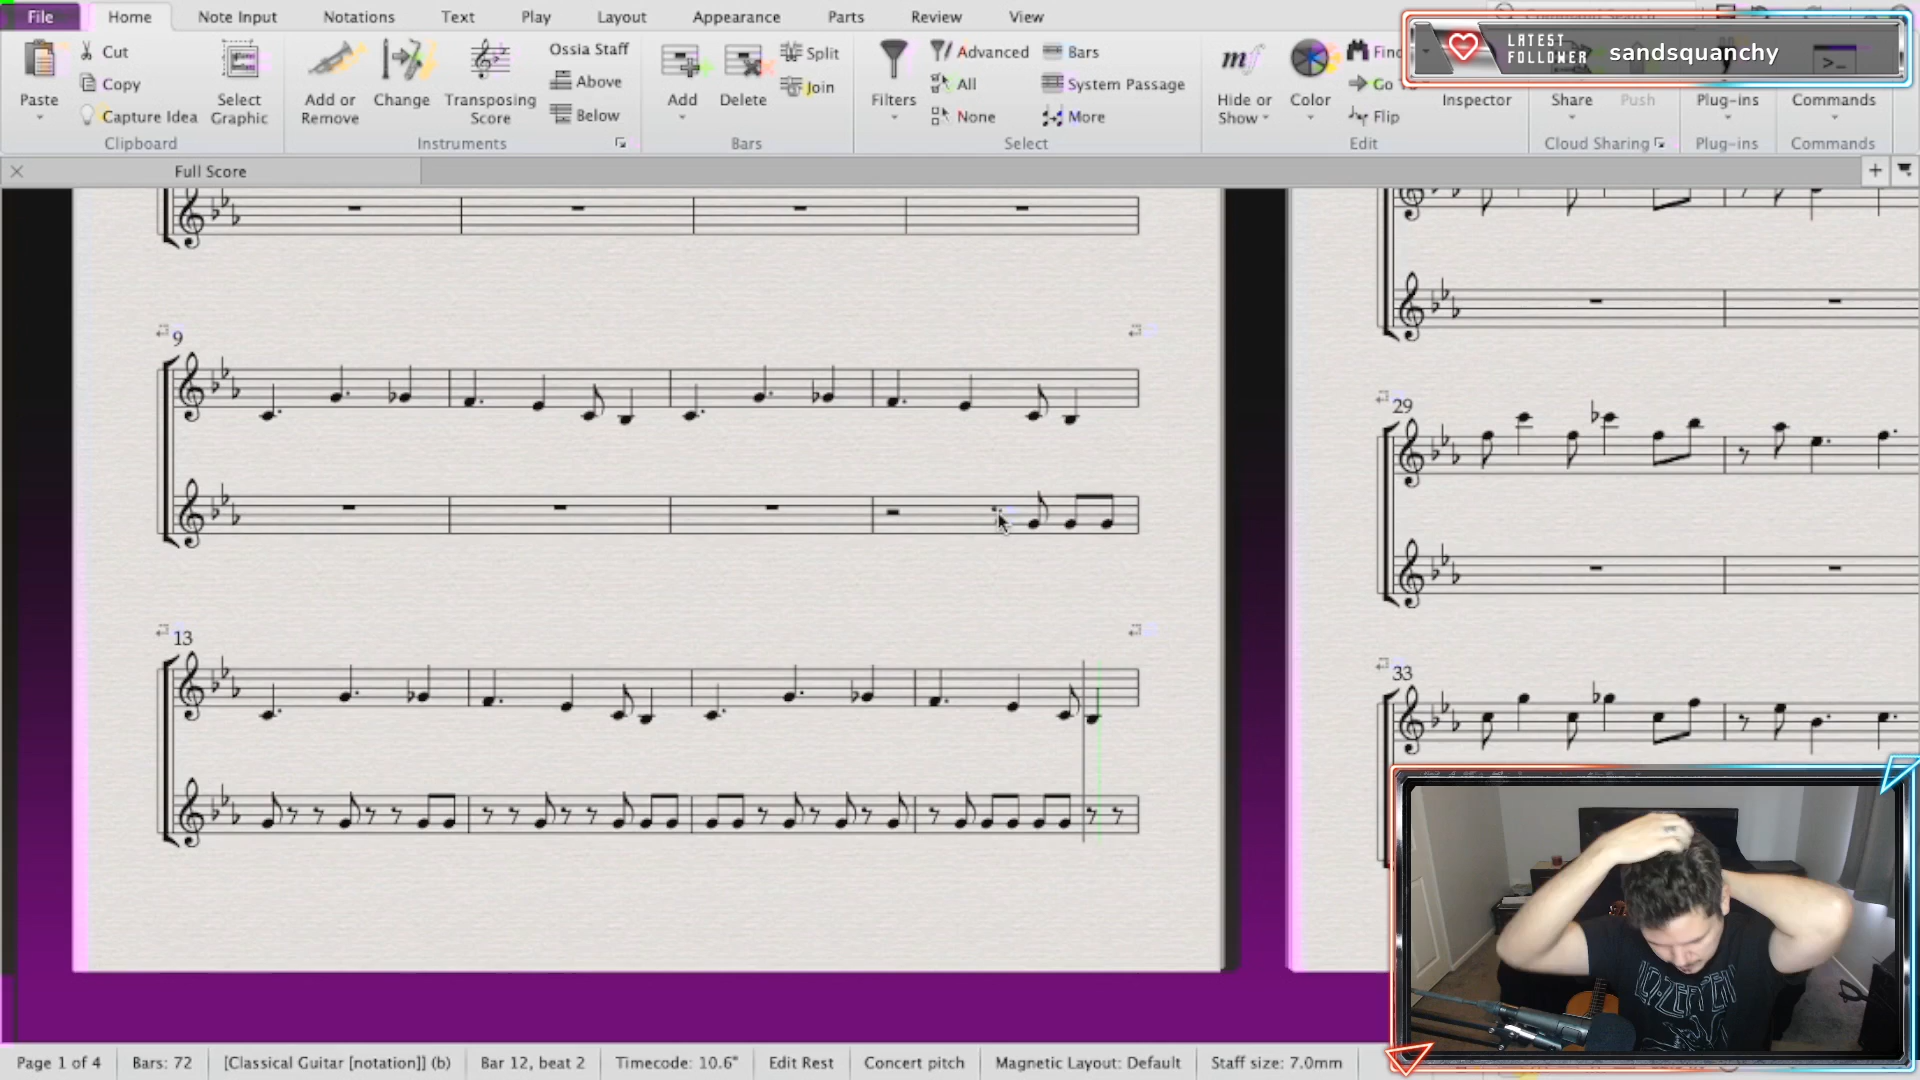 File Home Note Input Notations Text Play Layout Appearance Parts Review View
Paste
Cut
Copy
Capture Idea
Select Graphic
Clipboard
Add or Remove
Change
Transposing Score
Ossia Staff
Above
Below
Instruments
Add
Delete
Split
Join
Bars
Filters
Advanced
All
None
Bars
System Passage
More
Select
Hide or Show
Color
Find
Go
Flip
Edit
Inspector
Share
Push
Cloud Sharing
Plug-ins
Plug-ins
Commands
Commands
LATEST FOLLOWER
sandsquanchy
Full Score
9
13
29
33
LED-ZEPPELIN
Page 1 of 4 Bars: 72 [Classical Guitar [notation]] (b) Bar 12, beat 2 Timecode: 10.6" Edit Rest Concert pitch Magnetic Layout: Default Staff size: 7.0mm